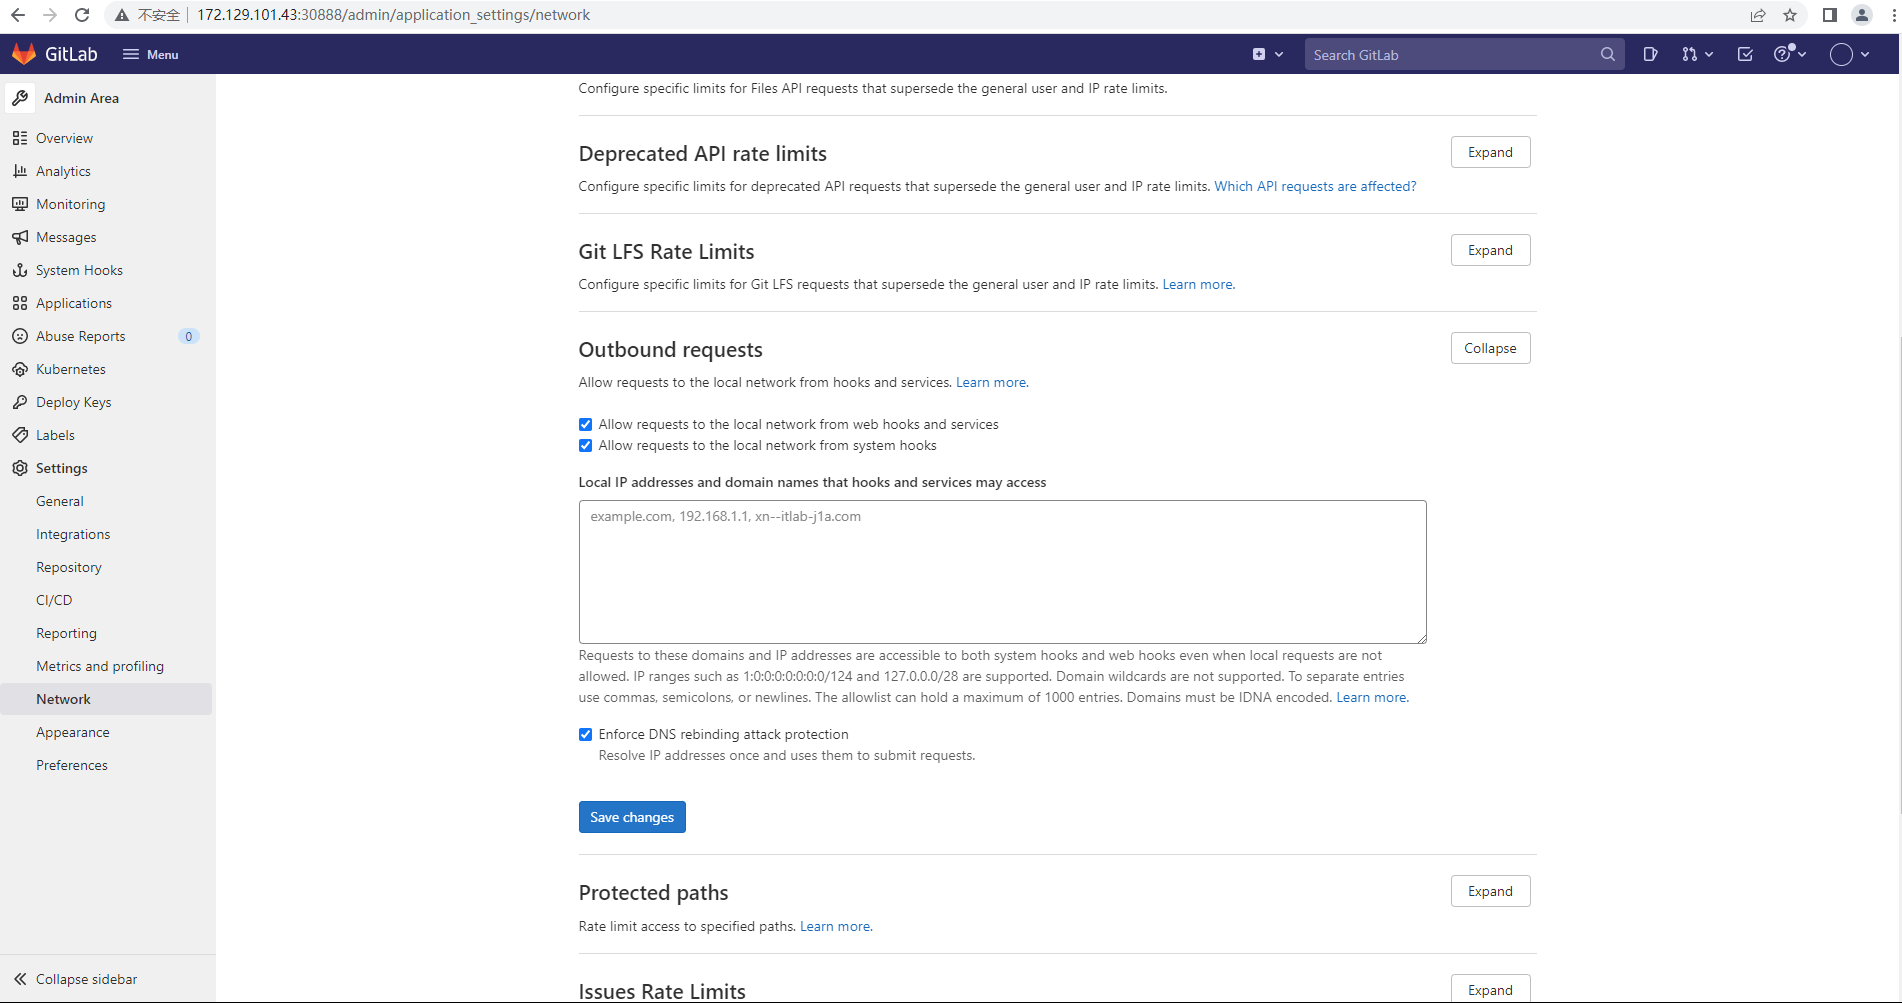 不安全 172.129.101.43:30888/admin/application_settings/network
GitLab Menu Search GitLab
Admin Area
Overview
Analytics
Monitoring
Messages
System Hooks
Applications
Abuse Reports 0
Kubernetes
Deploy Keys
Labels
Settings
General
Integrations
Repository
CI/CD
Reporting
Metrics and profiling
Network
Appearance
Preferences
Collapse sidebar
Configure specific limits for Files API requests that supersede the general user and IP rate limits.
Deprecated API rate limits
Expand
Configure specific limits for deprecated API requests that supersede the general user and IP rate limits. Which API requests are affected?
Git LFS Rate Limits
Expand
Configure specific limits for Git LFS requests that supersede the general user and IP rate limits. Learn more.
Outbound requests
Collapse
Allow requests to the local network from hooks and services. Learn more.
Allow requests to the local network from web hooks and services
Allow requests to the local network from system hooks
Local IP addresses and domain names that hooks and services may access
example.com, 192.168.1.1, xn--itlab-j1a.com
Requests to these domains and IP addresses are accessible to both system hooks and web hooks even when local requests are not
allowed. IP ranges such as 1:0:0:0:0:0:0:0/124 and 127.0.0.0/28 are supported. Domain wildcards are not supported. To separate entries
use commas, semicolons, or newlines. The allowlist can hold a maximum of 1000 entries. Domains must be IDNA encoded. Learn more.
Enforce DNS rebinding attack protection
Resolve IP addresses once and uses them to submit requests.
Save changes
Protected paths
Expand
Rate limit access to specified paths. Learn more.
Issues Rate Limits
Expand